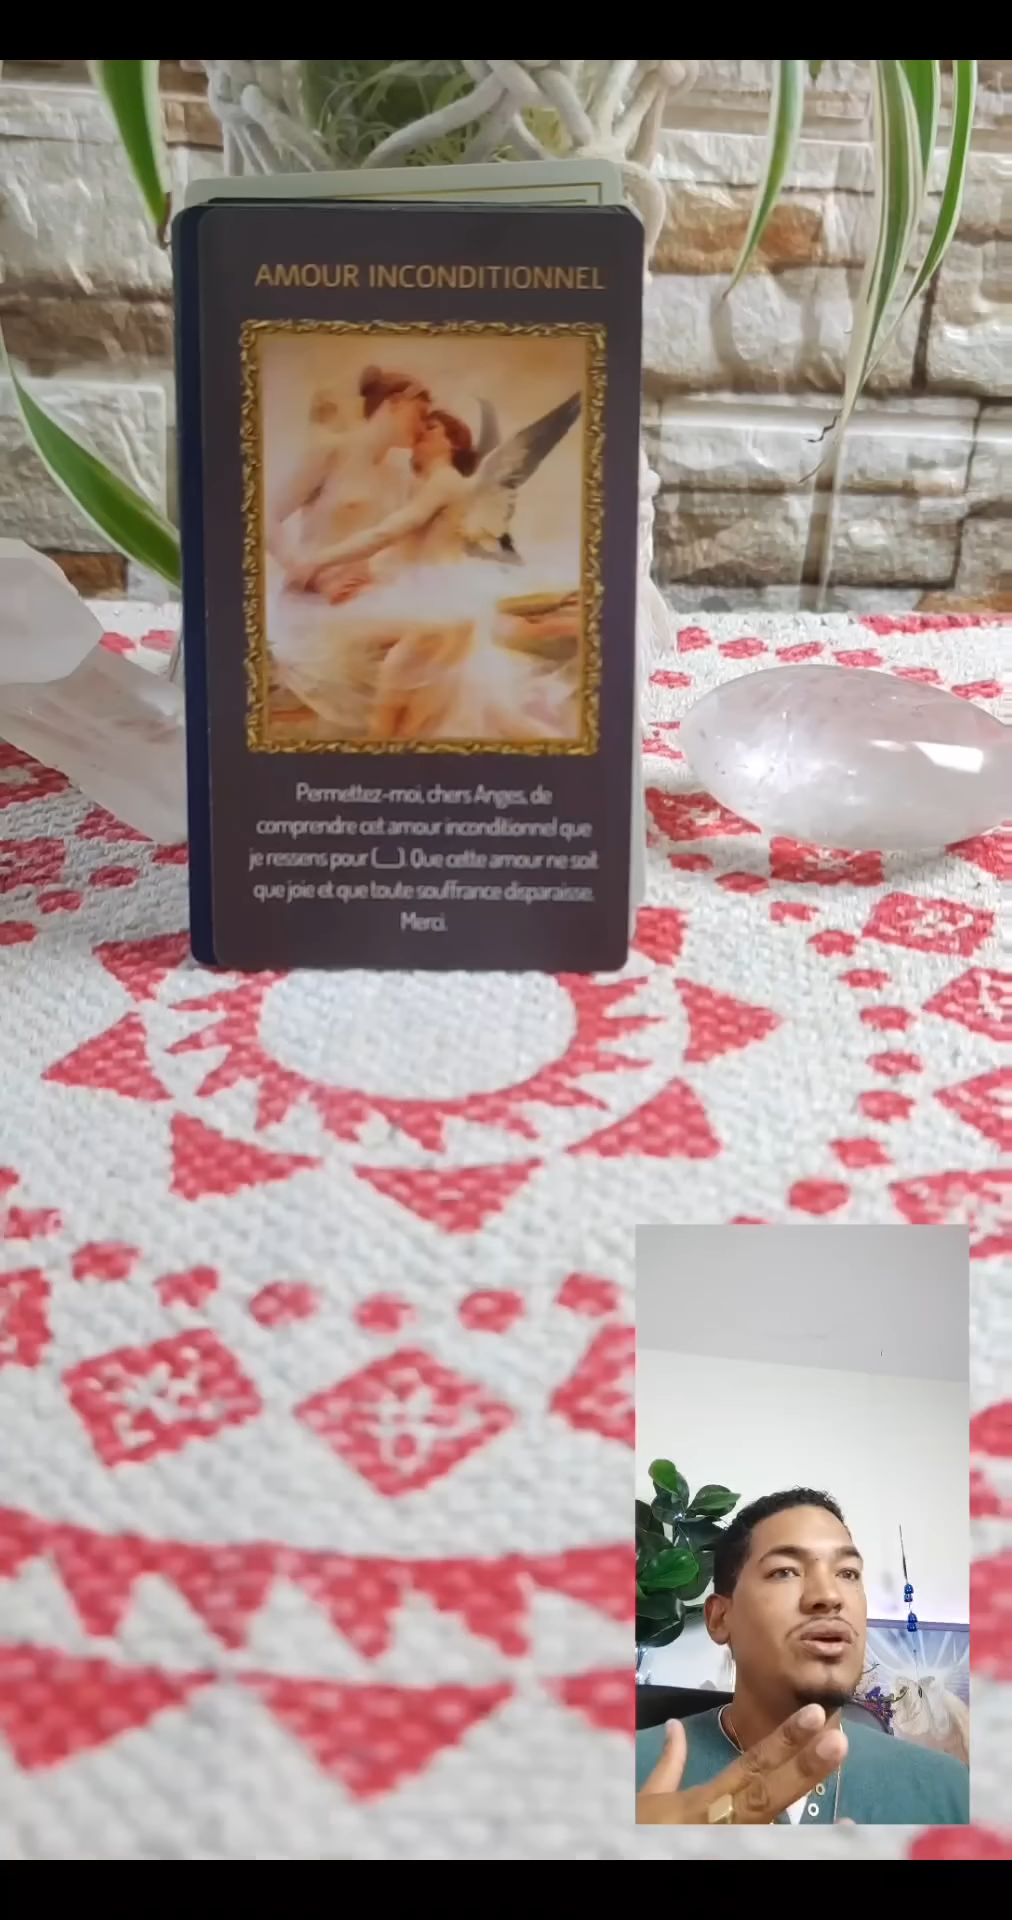 AMOUR INCONDITIONNEL
Permettez-moi, chers Anges, de
comprendre cet amour inconditionnel que
je ressens pour (__). Que cette amour ne soit
que joie et que toute souffrance disparaisse.
Merci.